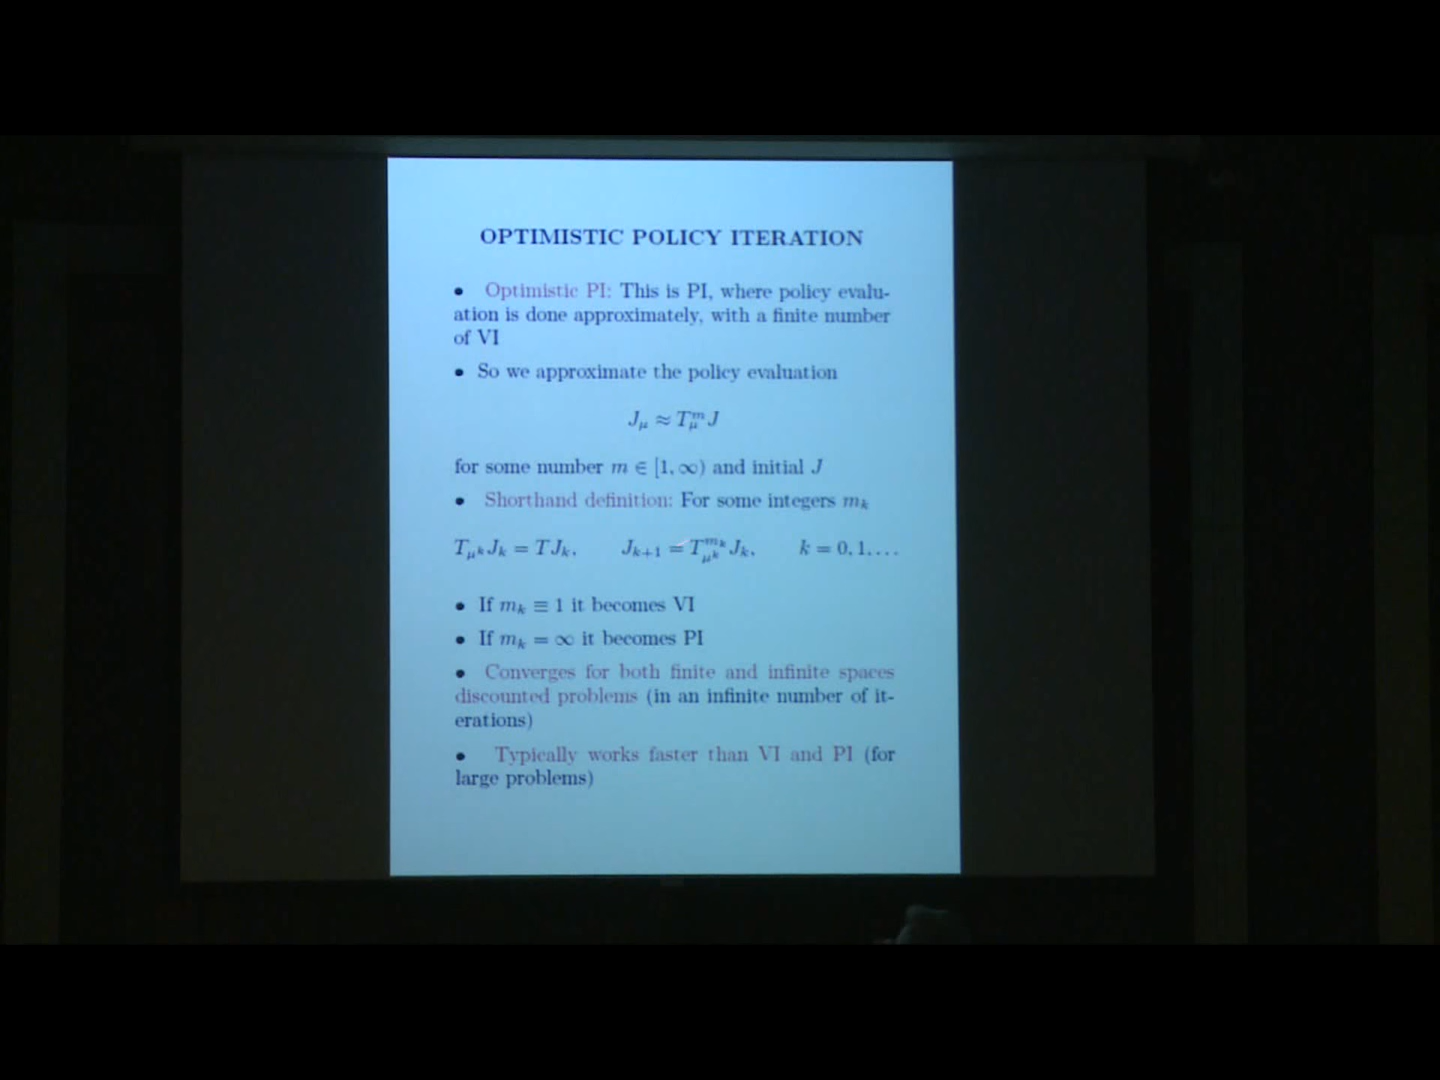 OPTIMISTIC POLICY ITERATION
• Optimistic PI: This is PI, where policy evalu-
ation is done approximately, with a finite number
of VI
• So we approximate the policy evaluation
J_μ ≈ T_μ^m J
for some number m ∈ [1, ∞) and initial J
• Shorthand definition: For some integers m_k
T_{μ^k} J_k = T J_k, J_{k+1} = T_{μ^k}^{m_k} J_k, k = 0, 1, . . .
• If m_k ≡ 1 it becomes VI
• If m_k = ∞ it becomes PI
• Converges for both finite and infinite spaces
discounted problems (in an infinite number of it-
erations)
• Typically works faster than VI and PI (for
large problems)